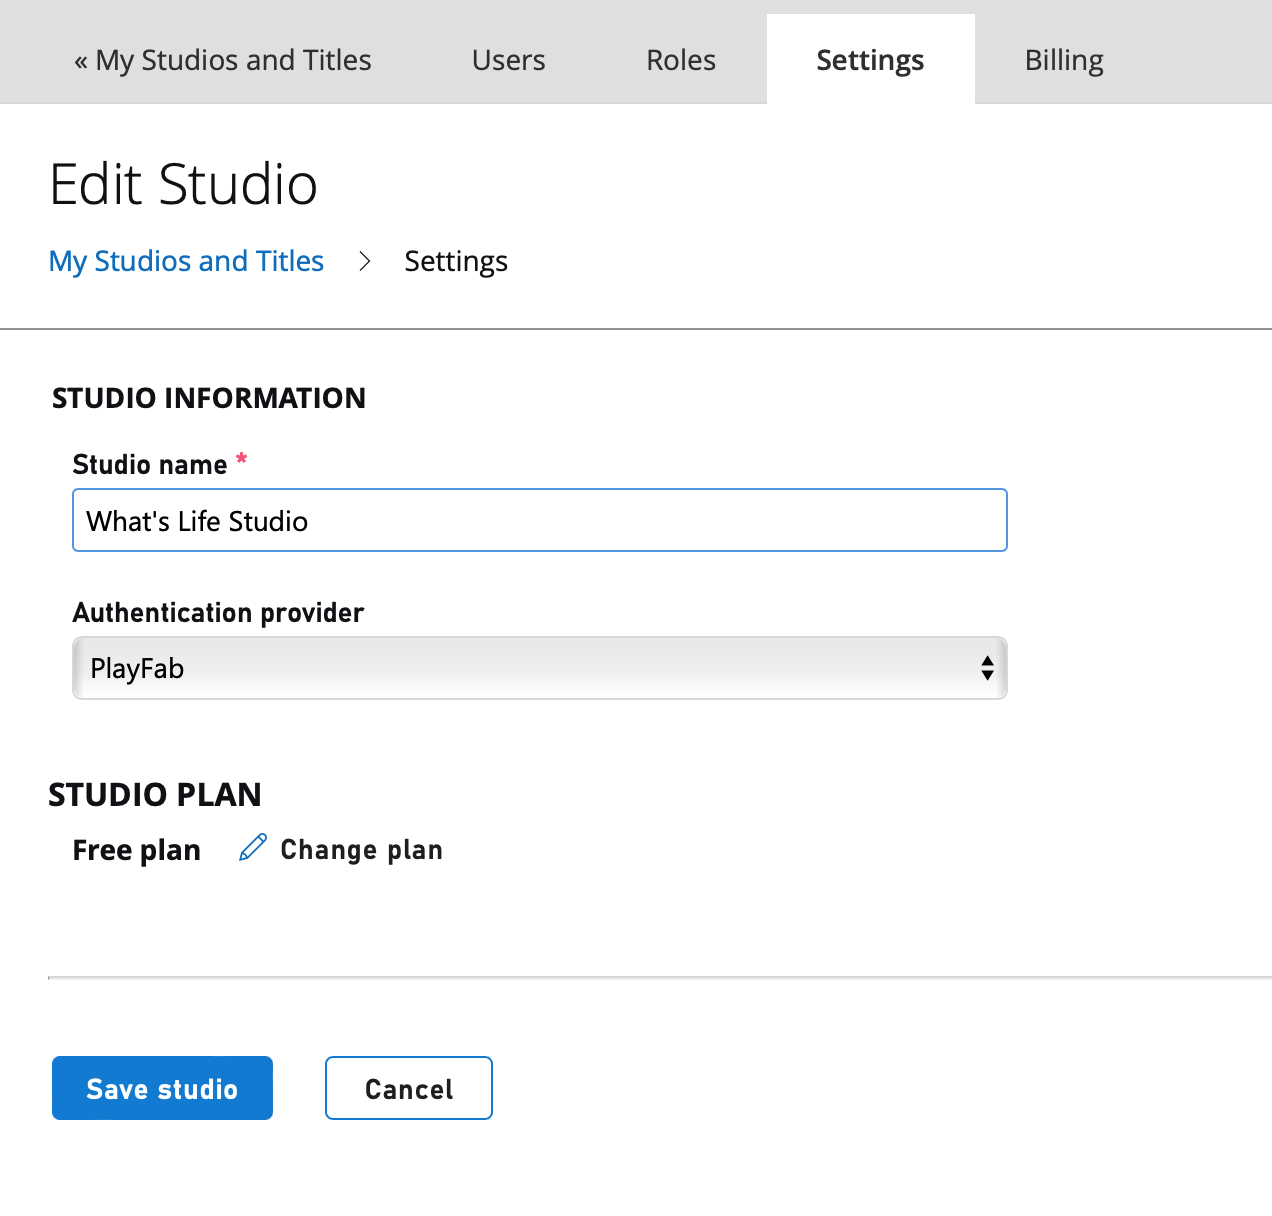 « My Studios and Titles Users Roles Settings Billing
Edit Studio
My Studios and Titles > Settings
STUDIO INFORMATION
Studio name *
What's Life Studio
Authentication provider
PlayFab
STUDIO PLAN
Free plan Change plan
Save studio Cancel